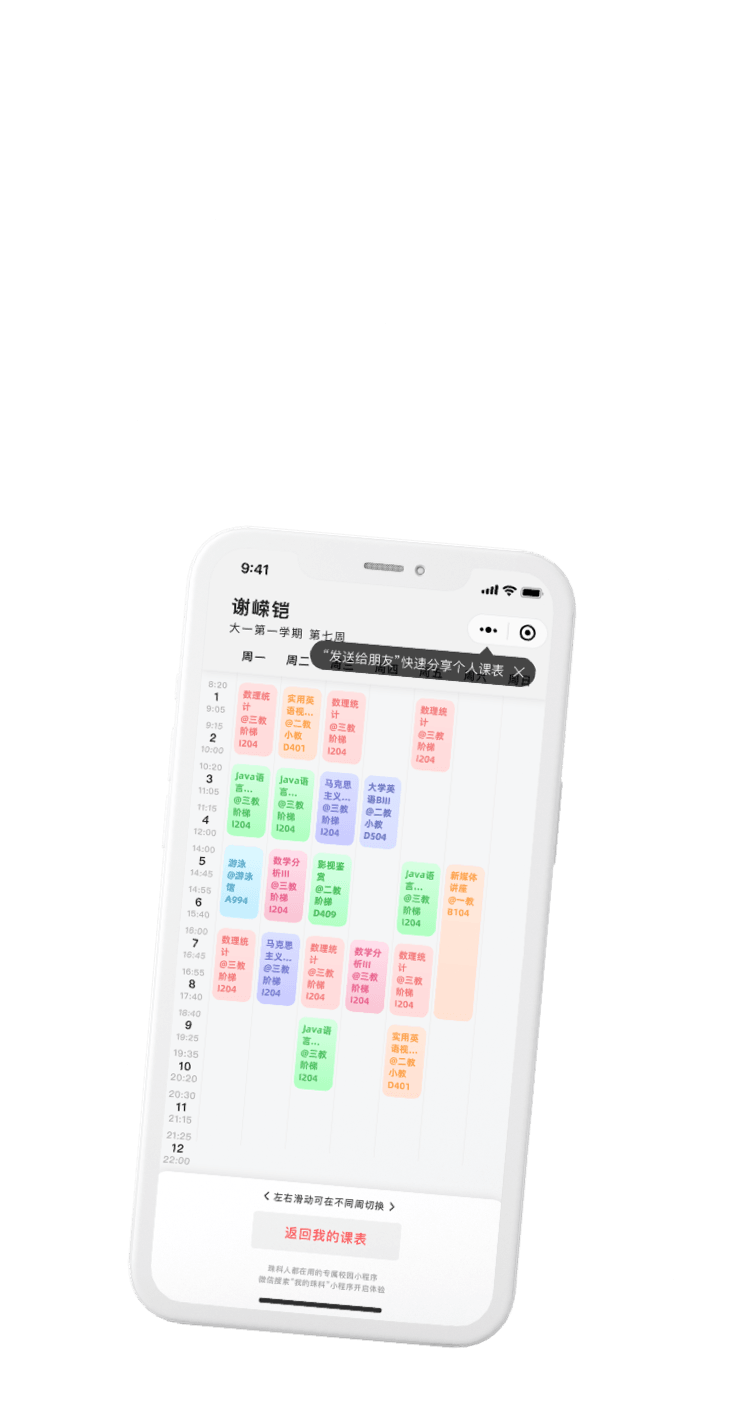 9:41
谢嵘铠
大一第一学期 第七周
“发送给朋友”快速分享个人课表
周一 周二 周三 周四 周五 周六 周日
8:20
1
9:05
数理统
计
@三教
阶梯
I204
实用英
语视...
@二教
小教
D401
数理统
计
@三教
阶梯
I204
数理统
计
@三教
阶梯
I204
9:15
2
10:00
10:20
3
11:05
Java语
言...
@三教
阶梯
I204
Java语
言...
@三教
阶梯
I204
马克思
主义...
@三教
阶梯
I204
大学英
语BIII
@二教
小教
D504
11:15
4
12:00
14:00
5
14:45
游泳
@游泳
馆
A994
数学分
析III
@三教
阶梯
I204
影视鉴
赏
@二教
阶梯
D409
Java语
言...
@三教
阶梯
I204
新媒体
讲座
@一教
B104
14:55
6
15:40
16:00
7
16:45
数理统
计
@三教
阶梯
I204
马克思
主义...
@三教
阶梯
I204
数理统
计
@三教
阶梯
I204
数学分
析III
@三教
阶梯
I204
数理统
计
@三教
阶梯
I204
16:55
8
17:40
18:40
9
19:25
Java语
言...
@三教
阶梯
I204
实用英
语视...
@二教
小教
D401
19:35
10
20:20
20:30
11
21:15
21:25
12
22:00
左右滑动可在不同周切换
返回我的课表
珠科人都在用的专属校园小程序
微信搜索“我的珠科”小程序开启体验